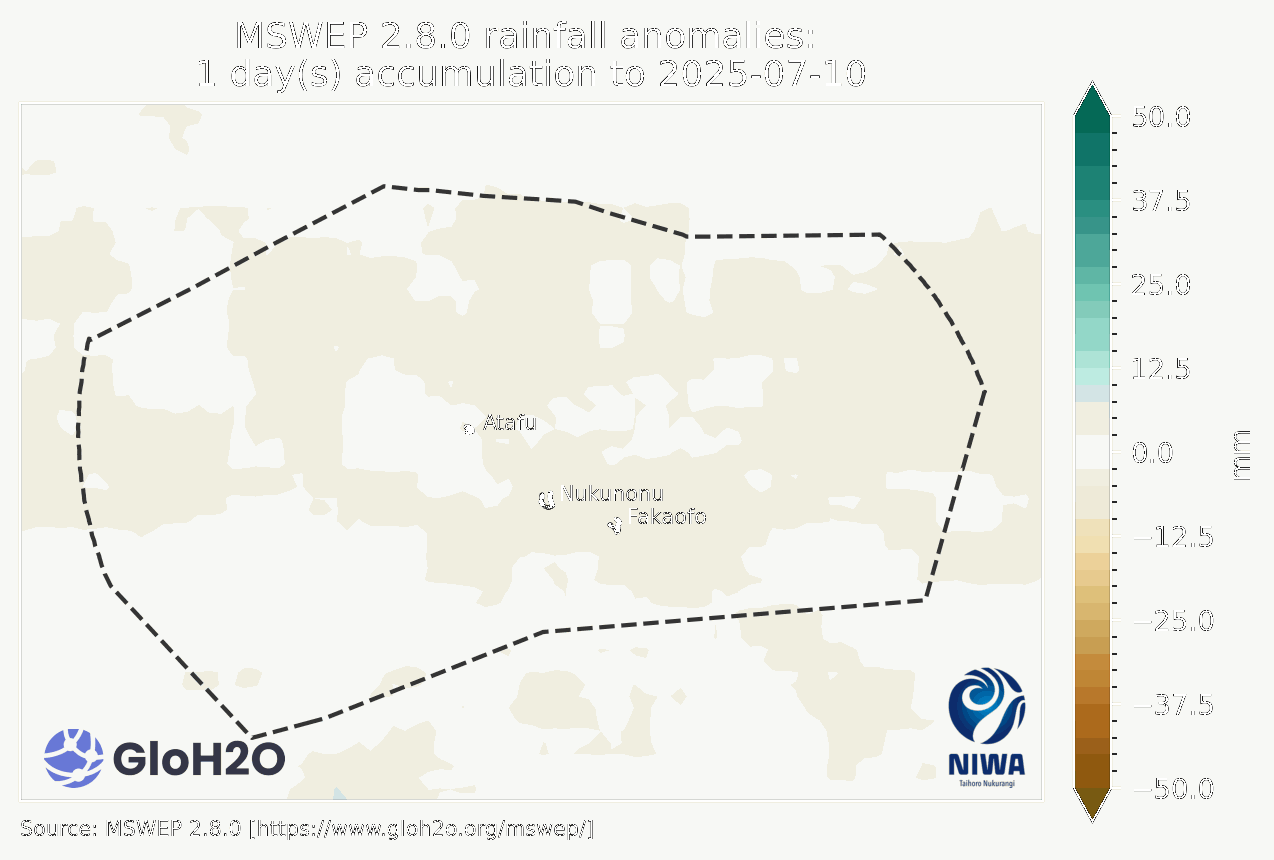 MSWEP 2.8.0 rainfall anomalies:
1 day(s) accumulation to 2025-07-10
50.0
37.5
25.0
12.5
0.0
−12.5
−25.0
−37.5
−50.0
mm
Atafu
Nukunonu
Fakaofo
GloH2O
NIWA
Taihoro Nukurangi
Source: MSWEP 2.8.0 [https://www.gloh2o.org/mswep/]